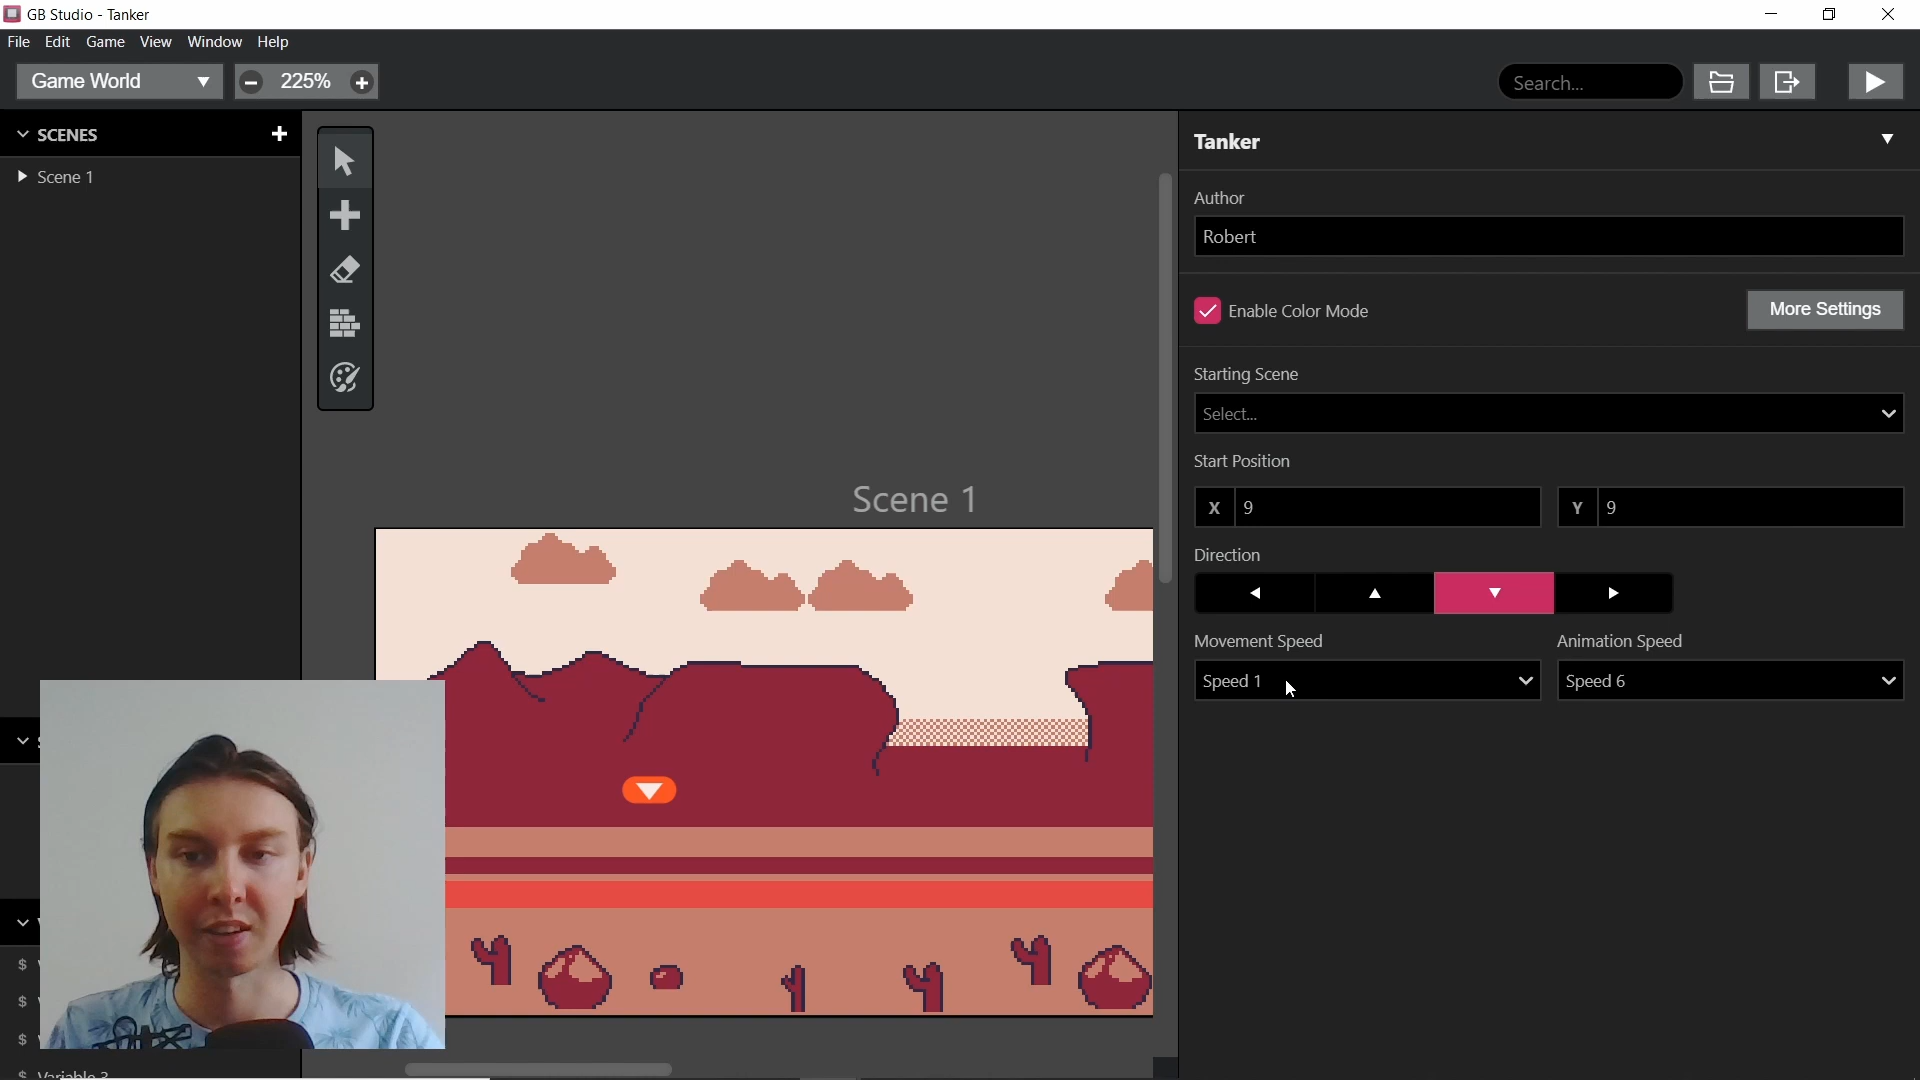 GB Studio - Tanker
File Edit Game View Window Help
Game World
225%
Search...
SCENES
Scene 1
Scene 1
Tanker
Author
Robert
Enable Color Mode
More Settings
Starting Scene
Select...
Start Position
X 9
Y 9
Direction
Movement Speed
Animation Speed
Speed 1
Speed 6
$
$
$
$ Variable 3